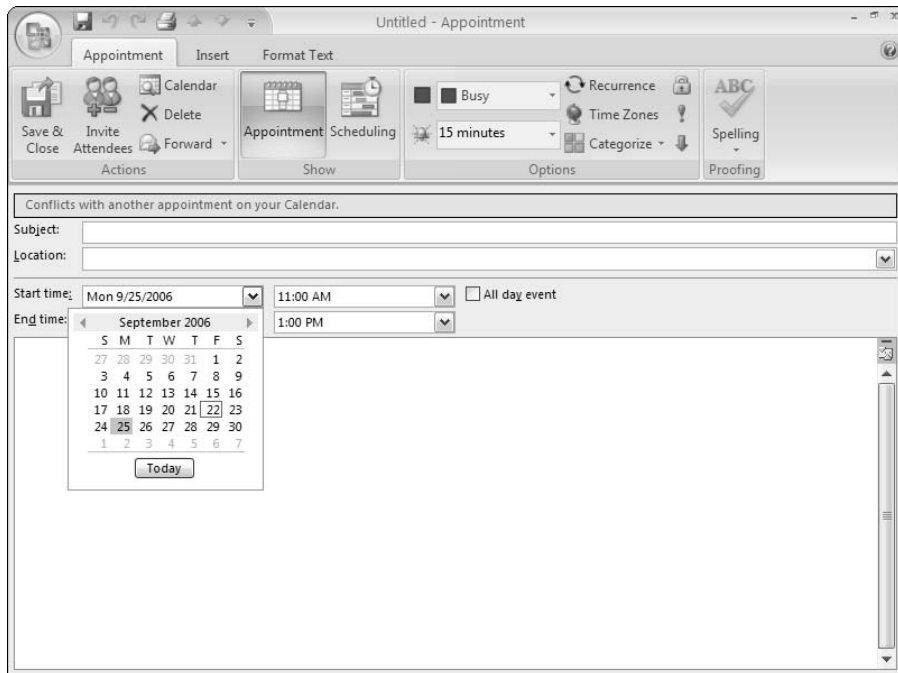 Untitled - Appointment
Appointment Insert Format Text
Save & Close
Invite Attendees
Calendar
Delete
Forward
Actions
Appointment Scheduling
Show
Busy
15 minutes
Recurrence
Time Zones
Categorize
Options
ABC
Spelling
Proofing
Conflicts with another appointment on your Calendar.
Subject:
Location:
Start time: Mon 9/25/2006 11:00 AM All day event
End time: 1:00 PM
September 2006
S M T W T F S
27 28 29 30 31 1 2
3 4 5 6 7 8 9
10 11 12 13 14 15 16
17 18 19 20 21 22 23
24 25 26 27 28 29 30
1 2 3 4 5 6 7
Today